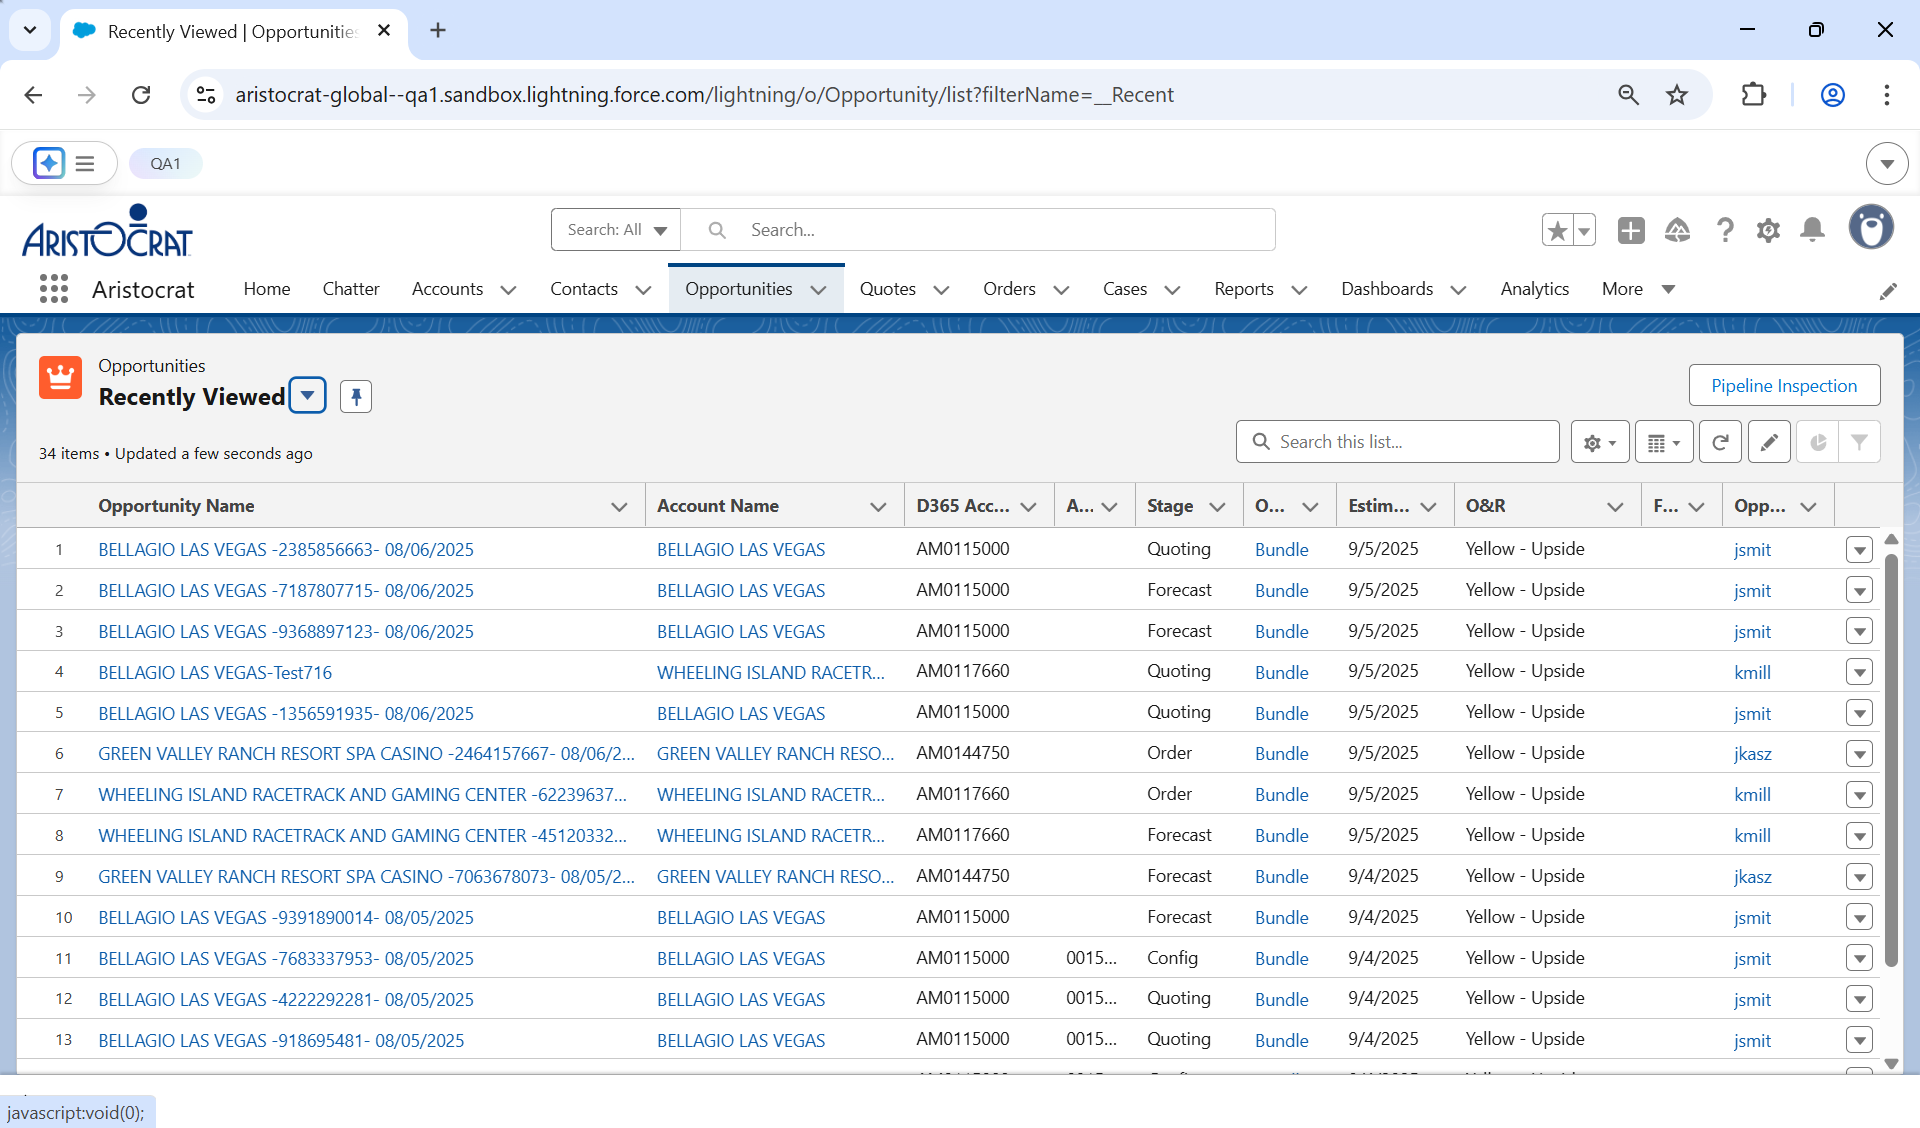 Recently Viewed | Opportunities
aristocrat-global--qa1.sandbox.lightning.force.com/lightning/o/Opportunity/list?filterName=__Recent
QA1
ARISTOCRAT
Search: All Search...
Aristocrat Home Chatter Accounts Contacts Opportunities Quotes Orders Cases Reports Dashboards Analytics More
Opportunities
Recently Viewed
Pipeline Inspection
34 items • Updated a few seconds ago
Search this list...
Opportunity Name Account Name D365 Acc... A... Stage O... Estim... O&R F... Opp...
1 BELLAGIO LAS VEGAS -2385856663- 08/06/2025 BELLAGIO LAS VEGAS AM0115000 Quoting Bundle 9/5/2025 Yellow - Upside jsmit
2 BELLAGIO LAS VEGAS -7187807715- 08/06/2025 BELLAGIO LAS VEGAS AM0115000 Forecast Bundle 9/5/2025 Yellow - Upside jsmit
3 BELLAGIO LAS VEGAS -9368897123- 08/06/2025 BELLAGIO LAS VEGAS AM0115000 Forecast Bundle 9/5/2025 Yellow - Upside jsmit
4 BELLAGIO LAS VEGAS-Test716 WHEELING ISLAND RACETR... AM0117660 Quoting Bundle 9/5/2025 Yellow - Upside kmill
5 BELLAGIO LAS VEGAS -1356591935- 08/06/2025 BELLAGIO LAS VEGAS AM0115000 Quoting Bundle 9/5/2025 Yellow - Upside jsmit
6 GREEN VALLEY RANCH RESORT SPA CASINO -2464157667- 08/06/2... GREEN VALLEY RANCH RESO... AM0144750 Order Bundle 9/5/2025 Yellow - Upside jkasz
7 WHEELING ISLAND RACETRACK AND GAMING CENTER -62239637... WHEELING ISLAND RACETR... AM0117660 Order Bundle 9/5/2025 Yellow - Upside kmill
8 WHEELING ISLAND RACETRACK AND GAMING CENTER -45120332... WHEELING ISLAND RACETR... AM0117660 Forecast Bundle 9/5/2025 Yellow - Upside kmill
9 GREEN VALLEY RANCH RESORT SPA CASINO -7063678073- 08/05/2... GREEN VALLEY RANCH RESO... AM0144750 Forecast Bundle 9/4/2025 Yellow - Upside jkasz
10 BELLAGIO LAS VEGAS -9391890014- 08/05/2025 BELLAGIO LAS VEGAS AM0115000 Forecast Bundle 9/4/2025 Yellow - Upside jsmit
11 BELLAGIO LAS VEGAS -7683337953- 08/05/2025 BELLAGIO LAS VEGAS AM0115000 0015... Config Bundle 9/4/2025 Yellow - Upside jsmit
12 BELLAGIO LAS VEGAS -4222292281- 08/05/2025 BELLAGIO LAS VEGAS AM0115000 0015... Quoting Bundle 9/4/2025 Yellow - Upside jsmit
13 BELLAGIO LAS VEGAS -918695481- 08/05/2025 BELLAGIO LAS VEGAS AM0115000 0015... Quoting Bundle 9/4/2025 Yellow - Upside jsmit
javascript:void(0);